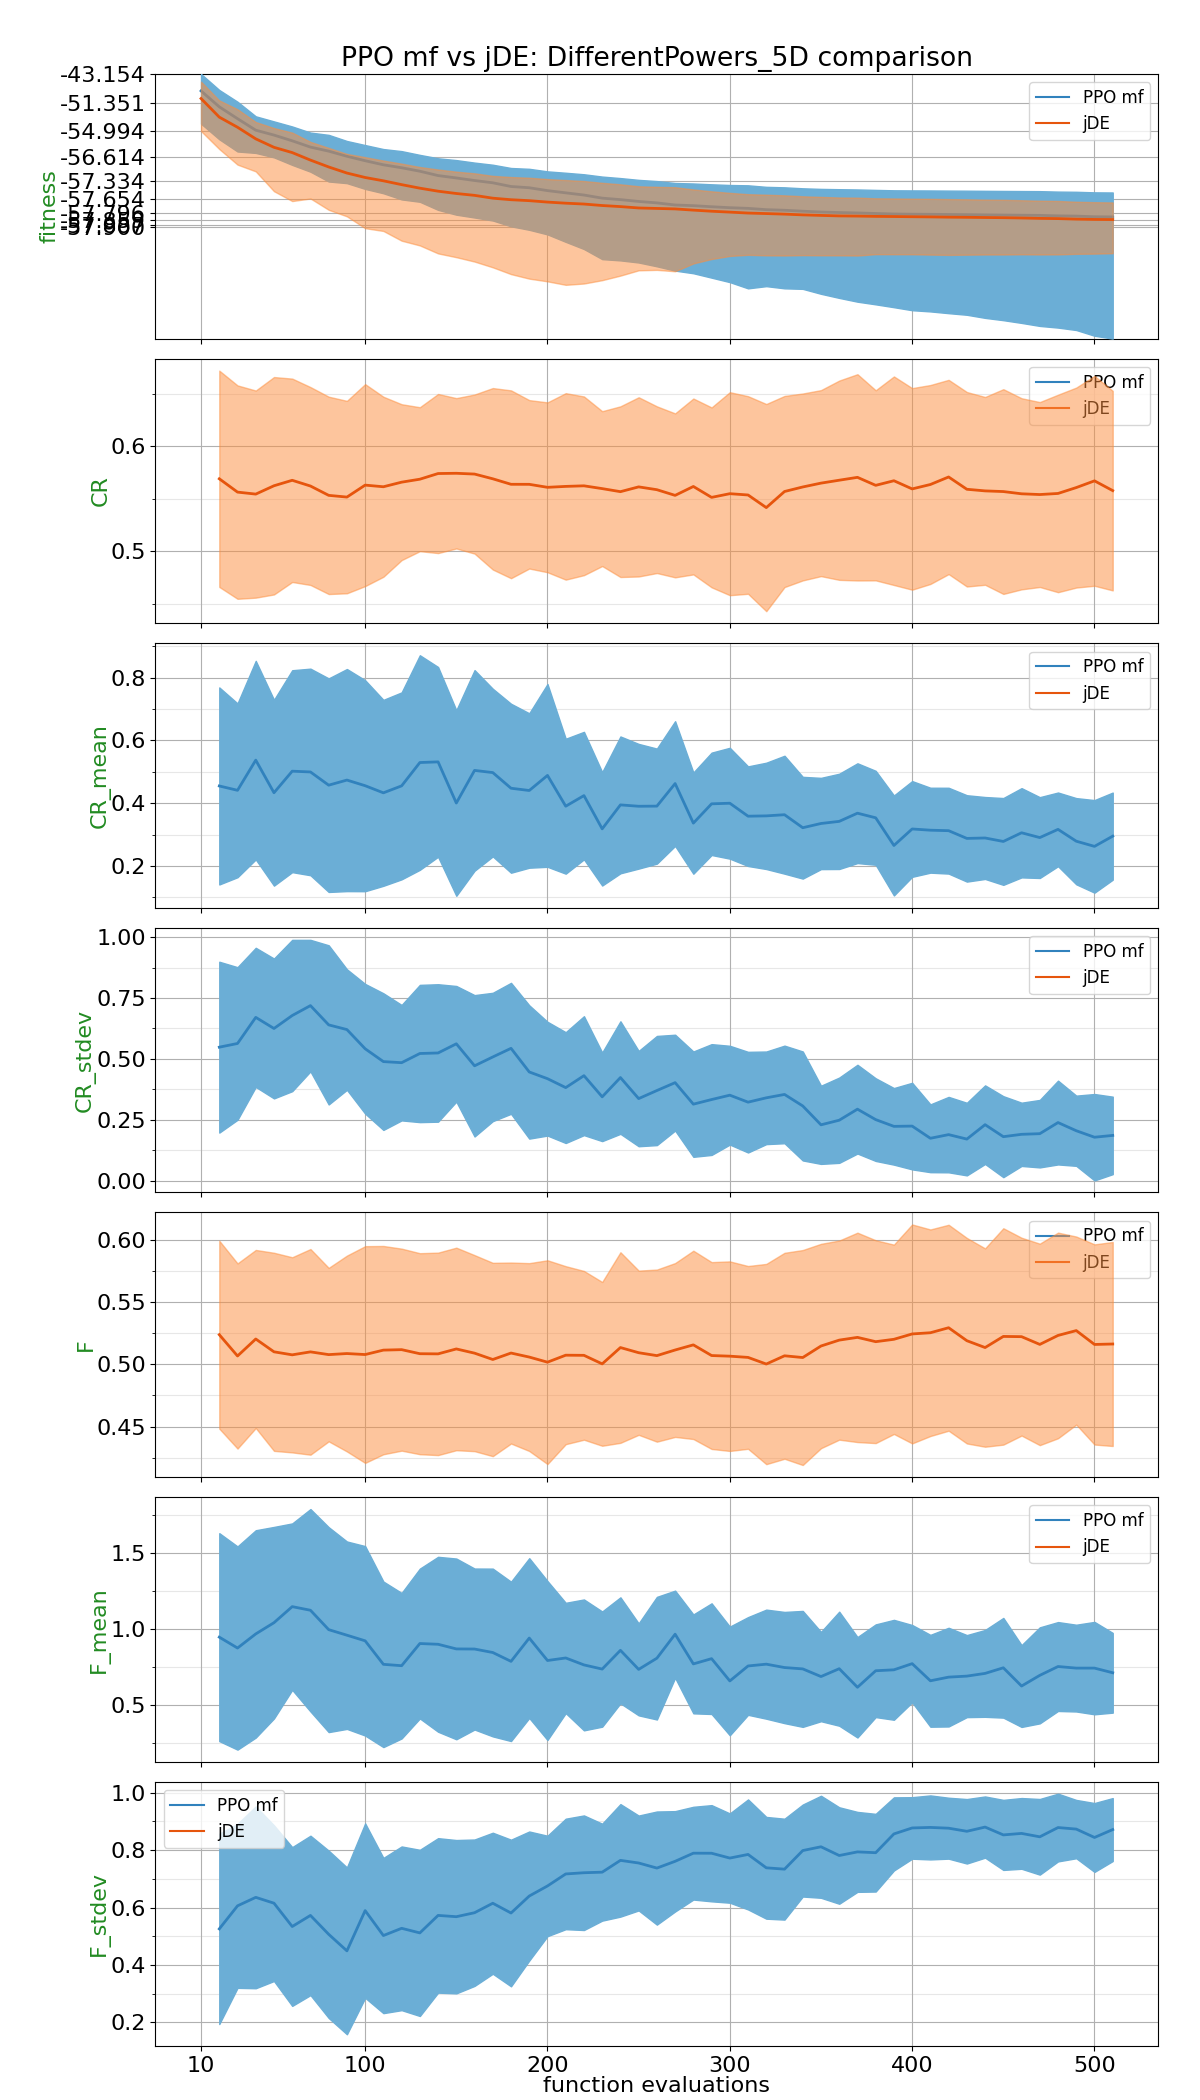 PPO mf vs jDE: DifferentPowers_5D comparison
-43.154
-51.351
-54.994
-56.614
-57.334
-57.654
-57.900
fitness
PPO mf
jDE
0.6
0.5
CR
PPO mf
jDE
0.8
0.6
0.4
0.2
CR_mean
PPO mf
jDE
1.00
0.75
0.50
0.25
0.00
CR_stdev
PPO mf
jDE
0.60
0.55
0.50
0.45
F
PPO mf
jDE
1.5
1.0
0.5
F_mean
PPO mf
jDE
1.0
0.8
0.6
0.4
0.2
F_stdev
PPO mf
jDE
10 100 200 300 400 500
function evaluations